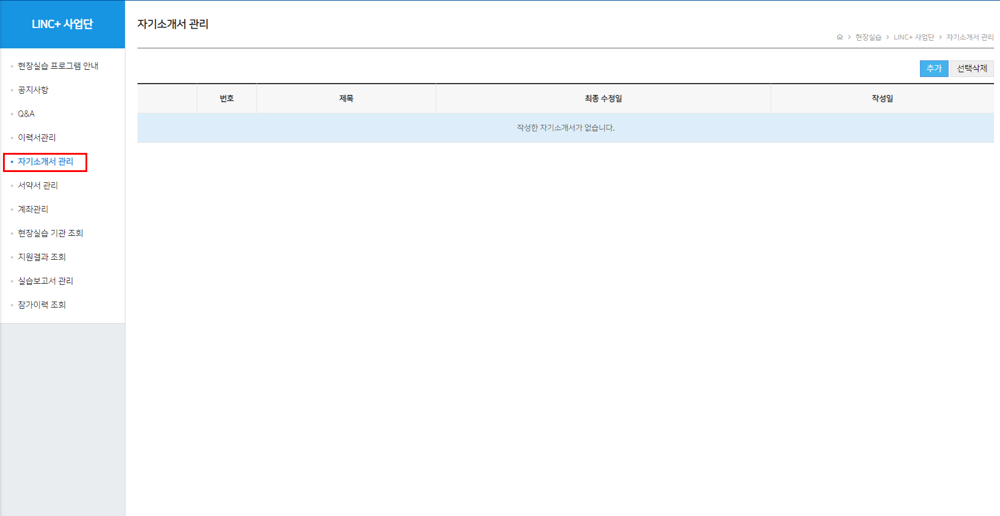 LINC+ 사업단
현장실습 프로그램 안내
공지사항
Q&A
이력서관리
자기소개서 관리
서약서 관리
계좌관리
현장실습 기관 조회
지원결과 조회
실습보고서 관리
참가이력 조회
자기소개서 관리
현장실습 > LINC+ 사업단 > 자기소개서 관리
추가 선택삭제
번호 제목 최종 수정일 작성일
작성한 자기소개서가 없습니다.